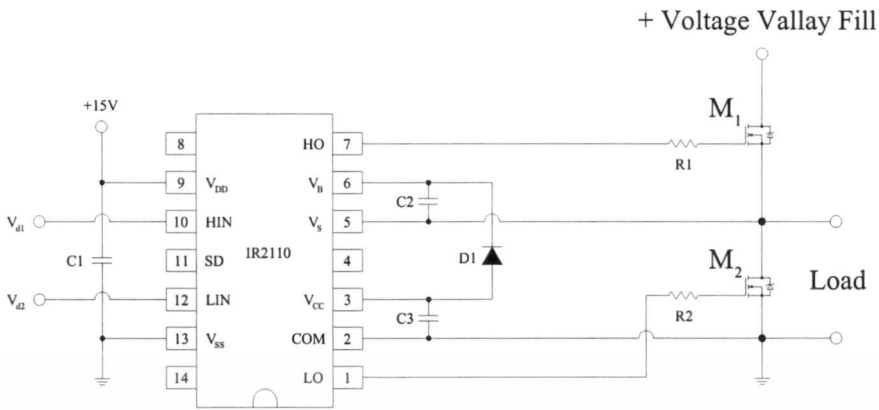 + Voltage Vallay Fill
+15V
M1
8 HO 7
R1
9 VDD VB 6
C2
Vd1 10 HIN VS 5
C1 11 SD IR2110 4 D1
M2
Load
Vd2 12 LIN VCC 3
R2
C3
13 VSS COM 2
14 LO 1